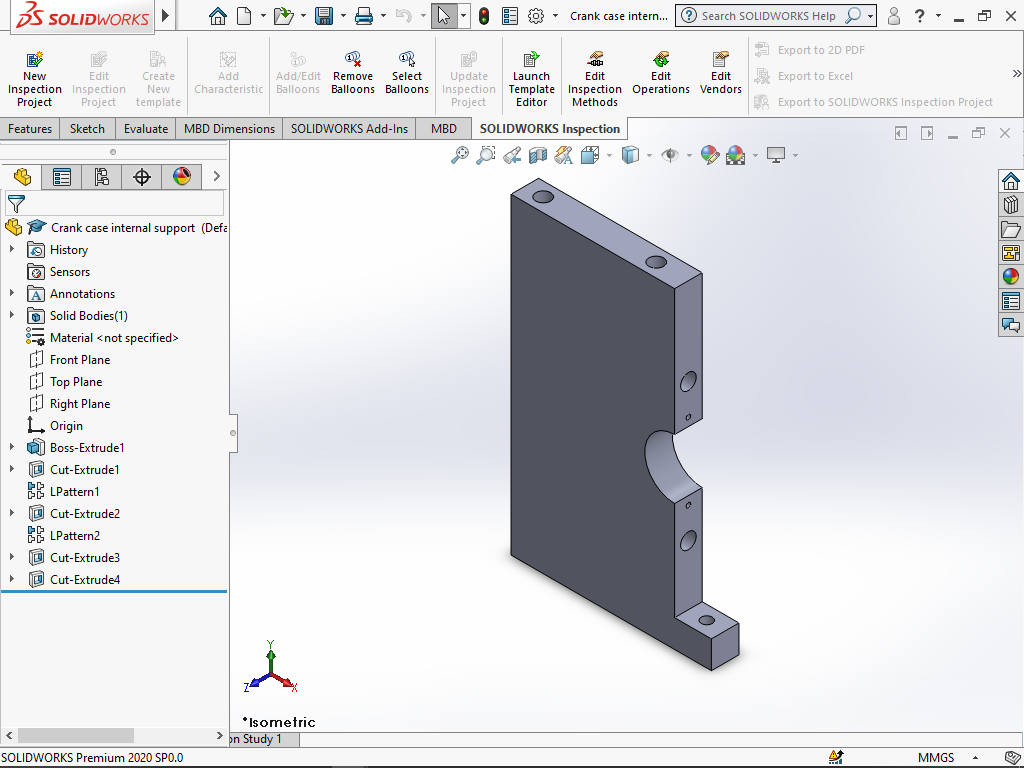 SOLIDWORKS
Crank case intern...
Search SOLIDWORKS Help
New Inspection Project
Edit Inspection Project
Create New template
Add Characteristic
Add/Edit Balloons
Remove Balloons
Select Balloons
Update Inspection Project
Launch Template Editor
Edit Inspection Methods
Edit Operations
Edit Vendors
Export to 2D PDF
Export to Excel
Export to SOLIDWORKS Inspection Project
Features Sketch Evaluate MBD Dimensions SOLIDWORKS Add-Ins MBD SOLIDWORKS Inspection
Crank case internal support (Defa
History
Sensors
Annotations
Solid Bodies(1)
Material <not specified>
Front Plane
Top Plane
Right Plane
Origin
Boss-Extrude1
Cut-Extrude1
LPattern1
Cut-Extrude2
LPattern2
Cut-Extrude3
Cut-Extrude4
Y
Z X
*Isometric
on Study 1
SOLIDWORKS Premium 2020 SP0.0
MMGS